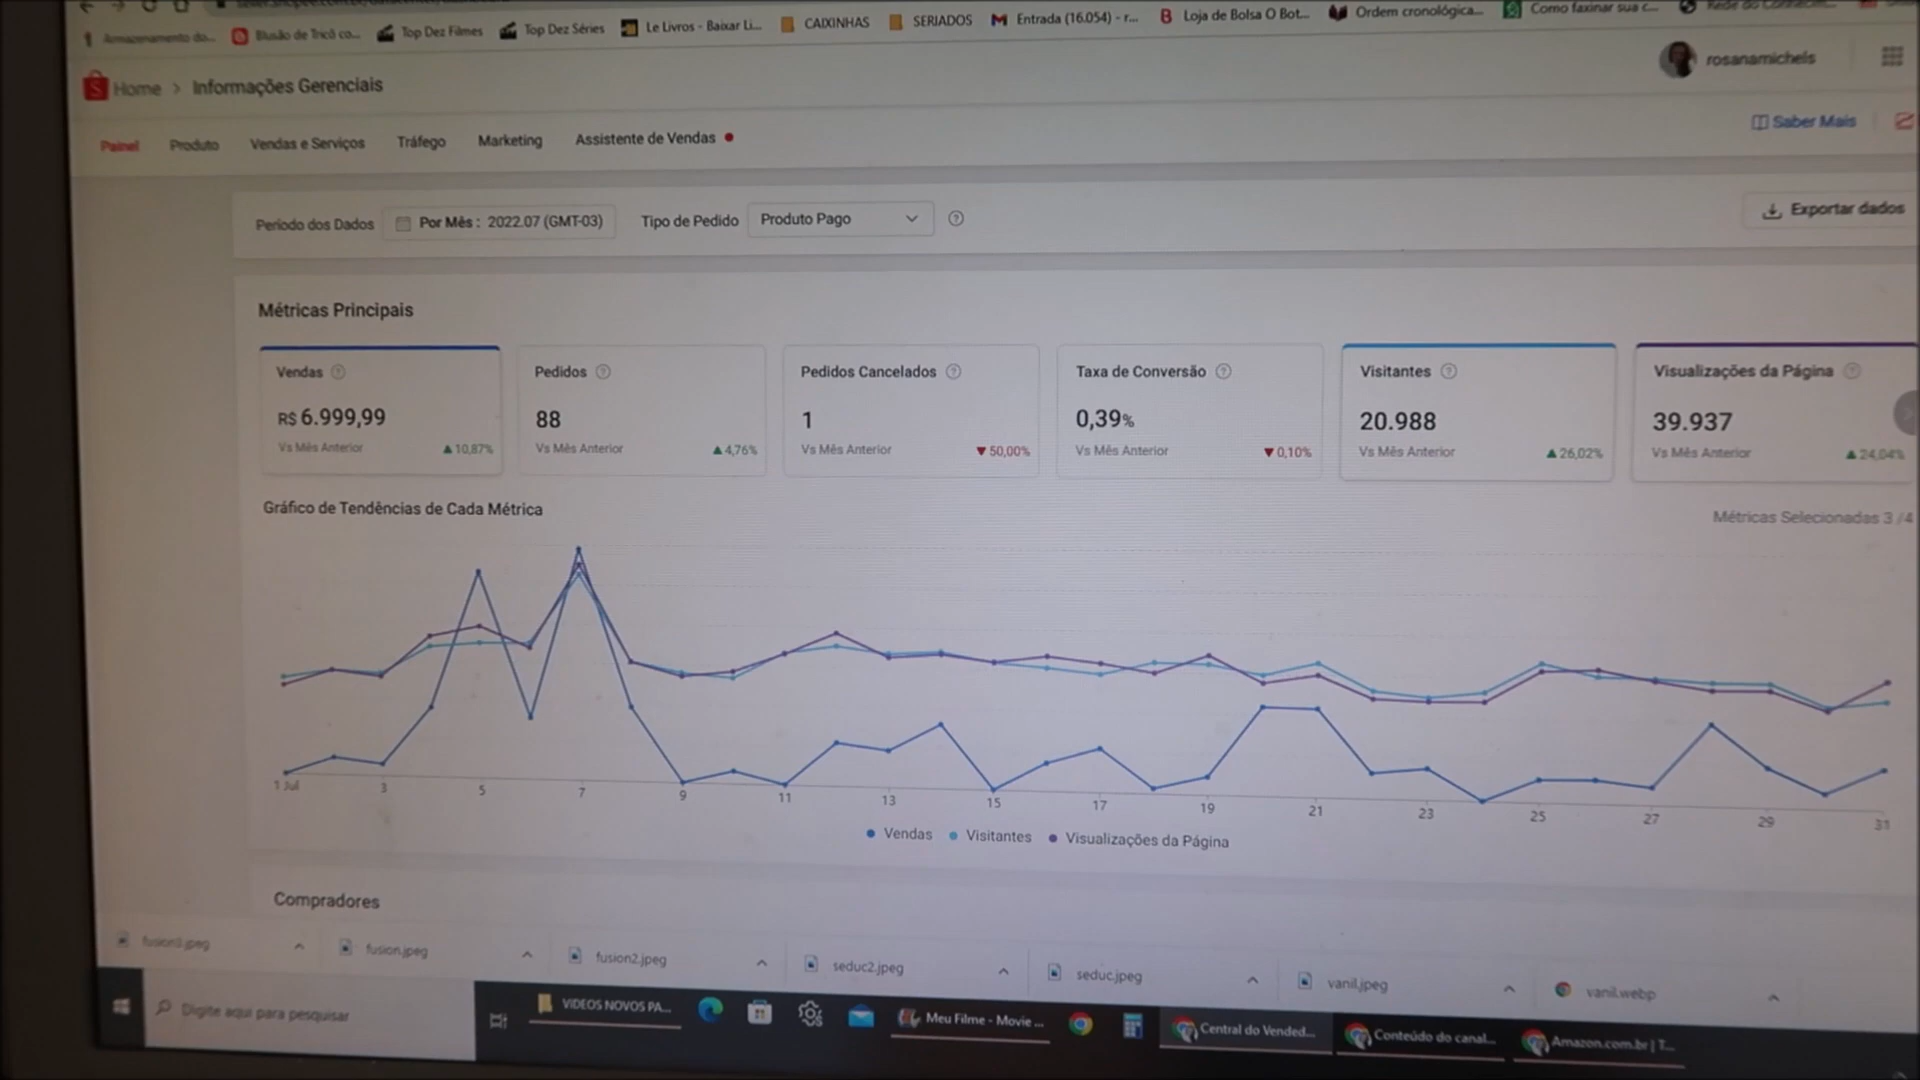 Top Dez Filmes
Top Dez Séries
Le Livros - Baixar Li...
CAIXINHAS
SERIADOS
Entrada (16.054) - r...
Loja de Bolsa O Bot...
Ordem cronológica...
Como faxinar sua c...
Home > Informações Gerenciais
rosanamichels
Painel
Produto
Vendas e Serviços
Tráfego
Marketing
Assistente de Vendas
Saber Mais
Período dos Dados
Por Mês : 2022.07 (GMT-03)
Tipo de Pedido
Produto Pago
Exportar dados
Métricas Principais
Vendas
R$ 6.999,99
Vs Mês Anterior
10,87%
Pedidos
88
Vs Mês Anterior
4,76%
Pedidos Cancelados
1
Vs Mês Anterior
50,00%
Taxa de Conversão
0,39%
Vs Mês Anterior
0,10%
Visitantes
20.988
Vs Mês Anterior
26,02%
Visualizações da Página
39.937
Vs Mês Anterior
24,04%
Gráfico de Tendências de Cada Métrica
Métricas Selecionadas 3 /4
1 Jul 3 5 7 9 11 13 15 17 19 21 23 25 27 29 31
Vendas
Visitantes
Visualizações da Página
Compradores
fusion3.jpeg
fusion.jpeg
fusion2.jpeg
seduc2.jpeg
seduc.jpeg
vanil.jpeg
vanil.webp
Digite aqui para pesquisar
VIDEOS NOVOS PA...
Meu Filme - Movie ...
Central do Vended...
Conteúdo do canal...
Amazon.com.br | T...